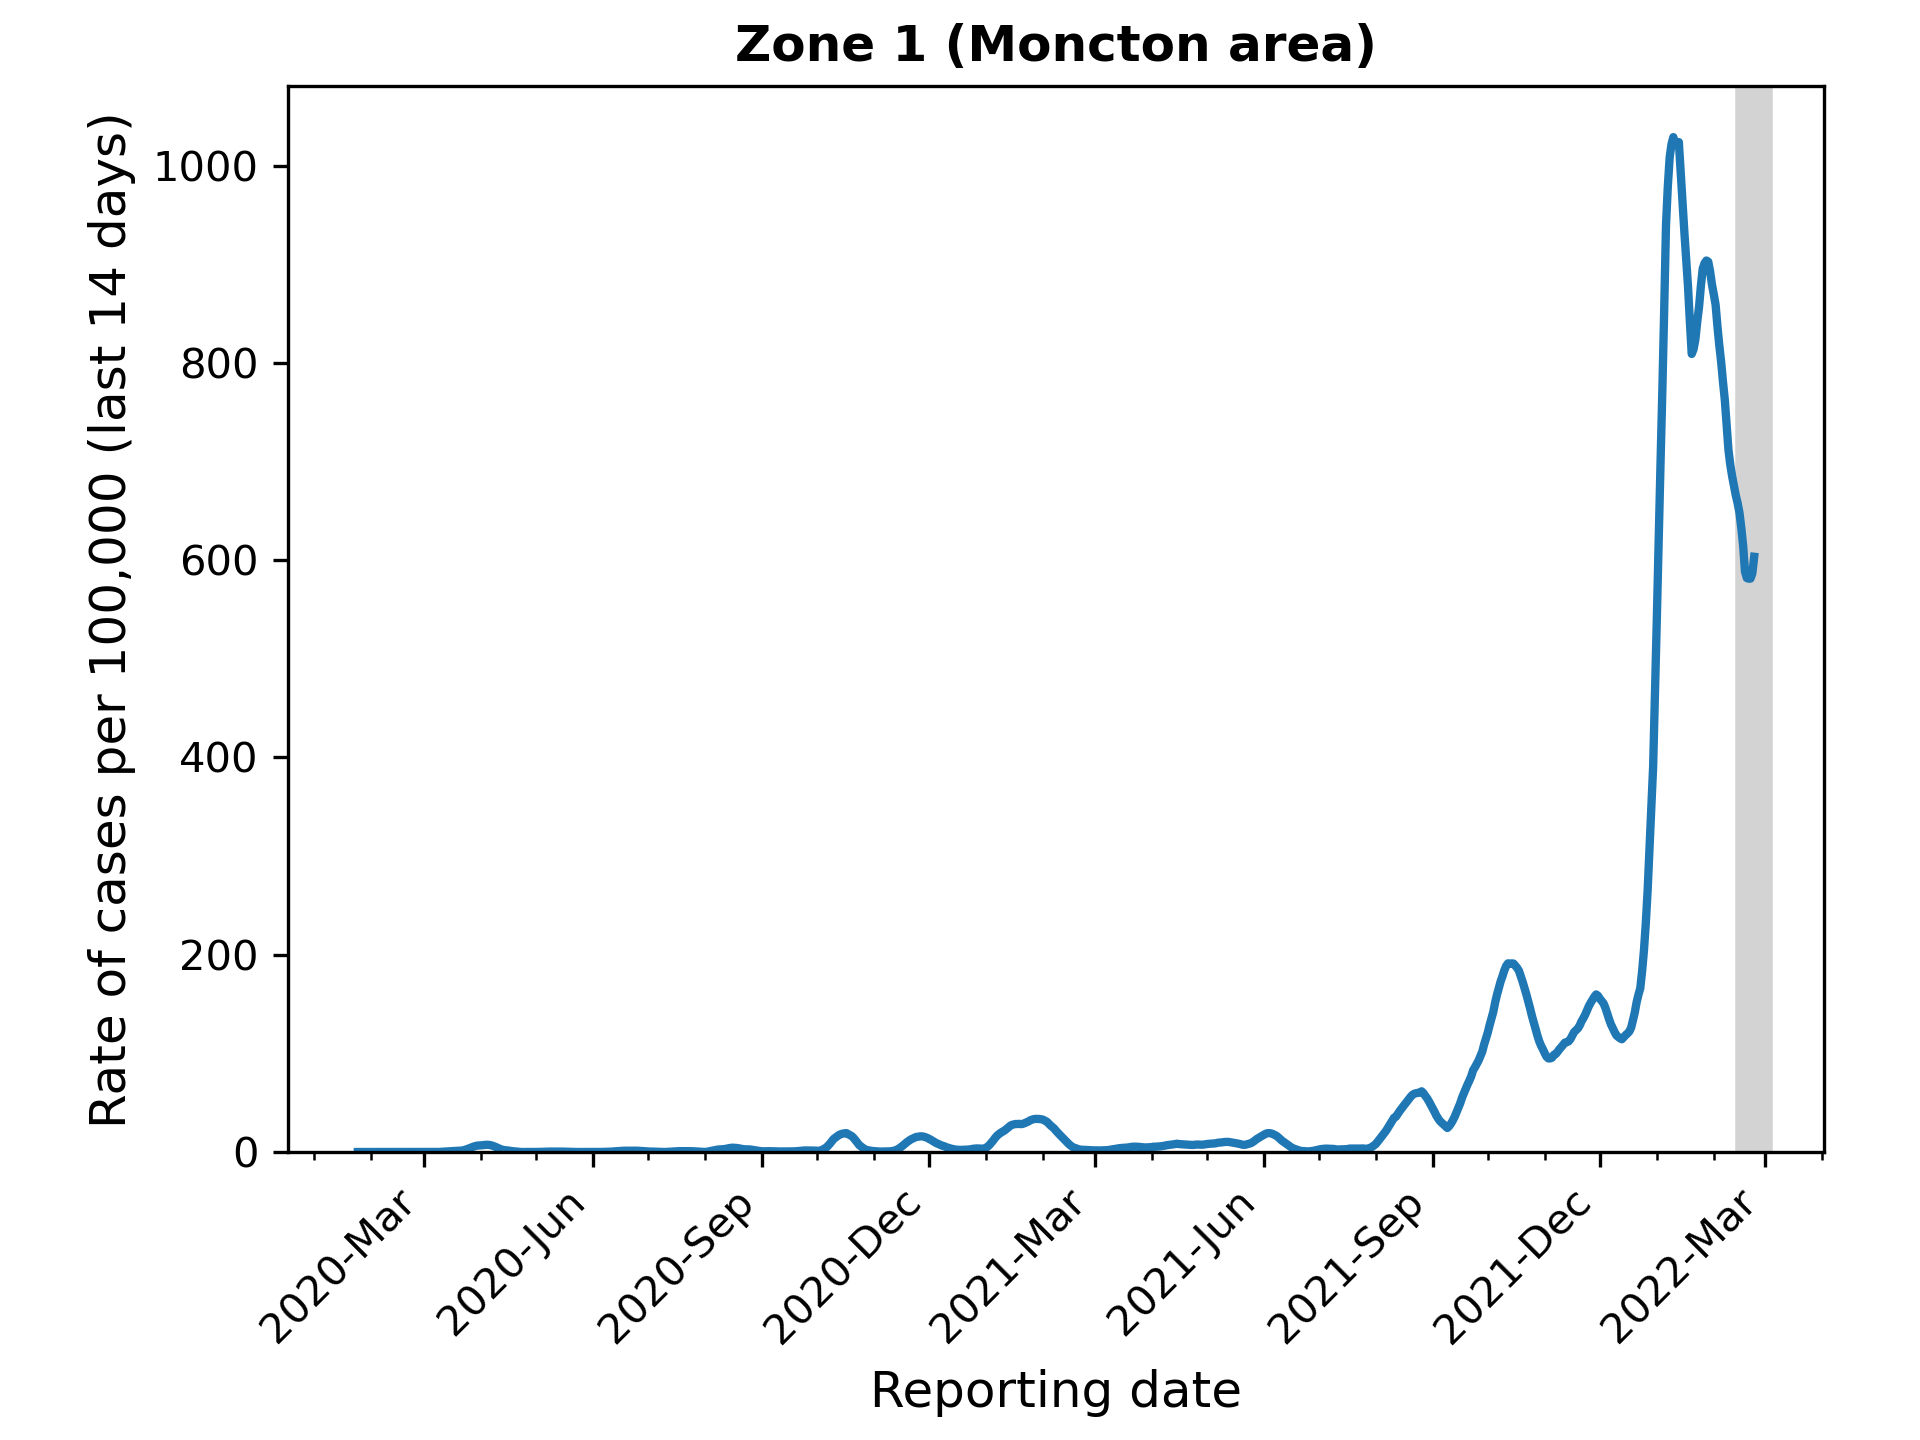 Zone 1 (Moncton area)
Rate of cases per 100,000 (last 14 days)
1000
800
600
400
200
0
2020-Mar
2020-Jun
2020-Sep
2020-Dec
2021-Mar
2021-Jun
2021-Sep
2021-Dec
2022-Mar
Reporting date